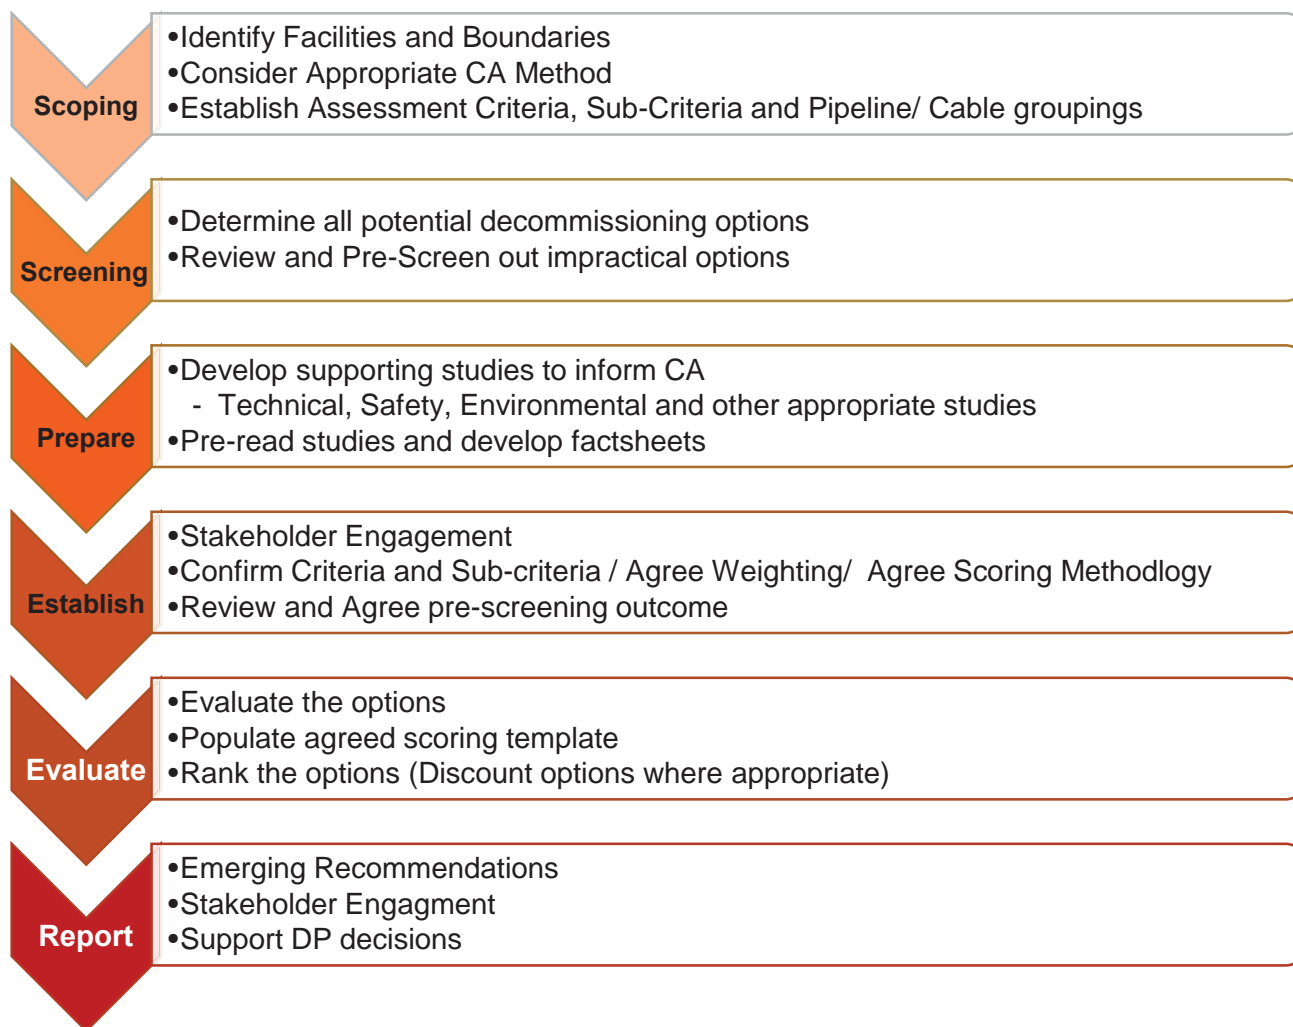 Scoping
•Identify Facilities and Boundaries
•Consider Appropriate CA Method
•Establish Assessment Criteria, Sub-Criteria and Pipeline/ Cable groupings
Screening
•Determine all potential decommissioning options
•Review and Pre-Screen out impractical options
Prepare
•Develop supporting studies to inform CA
- Technical, Safety, Environmental and other appropriate studies
•Pre-read studies and develop factsheets
Establish
•Stakeholder Engagement
•Confirm Criteria and Sub-criteria / Agree Weighting/ Agree Scoring Methodlogy
•Review and Agree pre-screening outcome
Evaluate
•Evaluate the options
•Populate agreed scoring template
•Rank the options (Discount options where appropriate)
Report
•Emerging Recommendations
•Stakeholder Engagment
•Support DP decisions